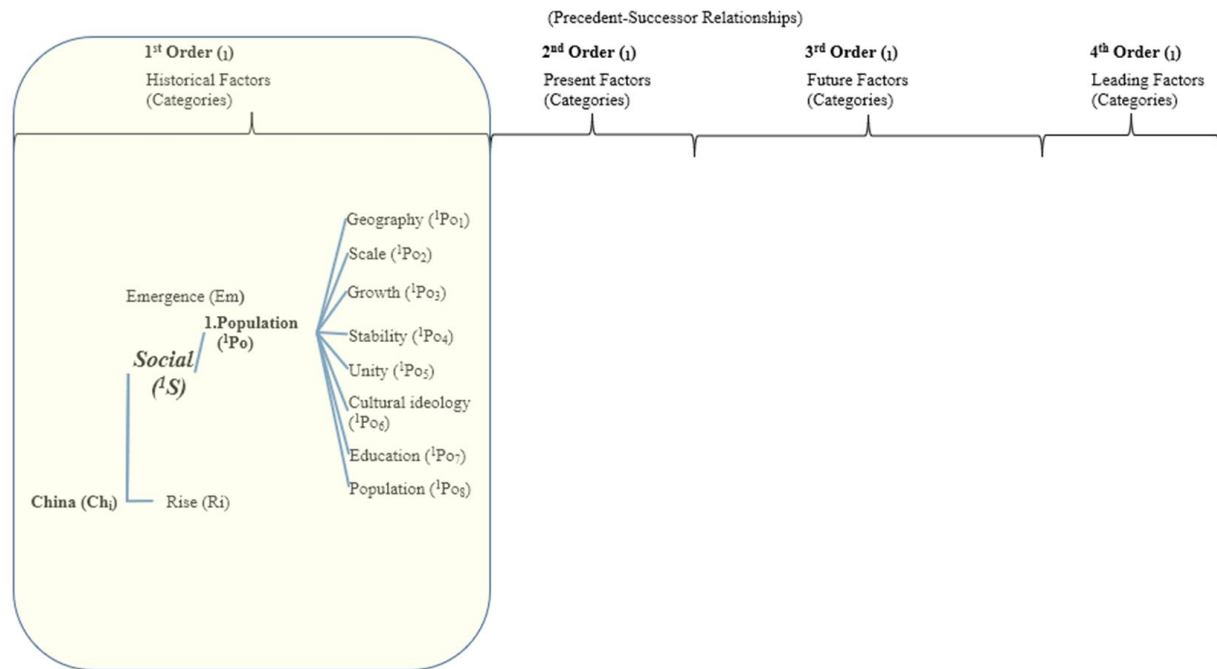 (Precedent-Successor Relationships)
1st Order (1)
Historical Factors
(Categories)
2nd Order (1)
Present Factors
(Categories)
3rd Order (1)
Future Factors
(Categories)
4th Order (1)
Leading Factors
(Categories)
Geography (¹Po₁)
Scale (¹Po₂)
Growth (¹Po₃)
Stability (¹Po₄)
Unity (¹Po₅)
Cultural ideology
(¹Po₆)
Education (¹Po₇)
Population (¹Po₈)
Emergence (Em)
1.Population
(¹Po)
Social
(¹S)
China (Chᵢ)
Rise (Ri)